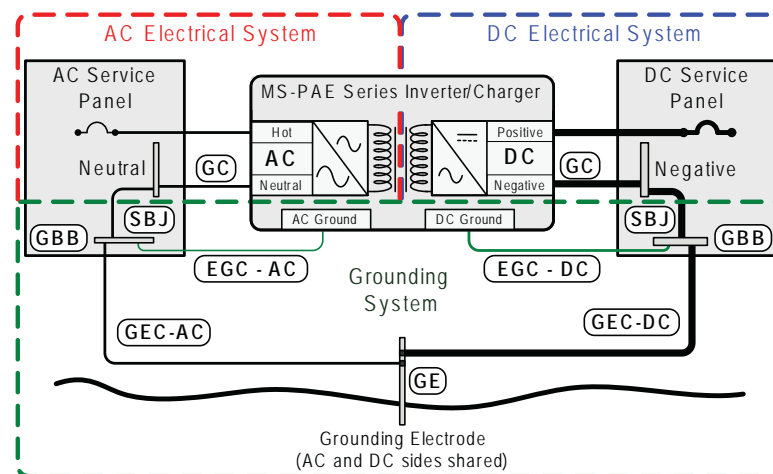 AC Electrical System
DC Electrical System
AC Service
Panel
MS-PAE Series Inverter/Charger
DC Service
Panel
Hot
AC
Neutral
Positive
DC
Negative
Neutral
GC
GC
Negative
SBJ
SBJ
GBB
GBB
AC Ground
DC Ground
EGC - AC
EGC - DC
Grounding
System
GEC-AC
GEC-DC
GE
Grounding Electrode
(AC and DC sides shared)